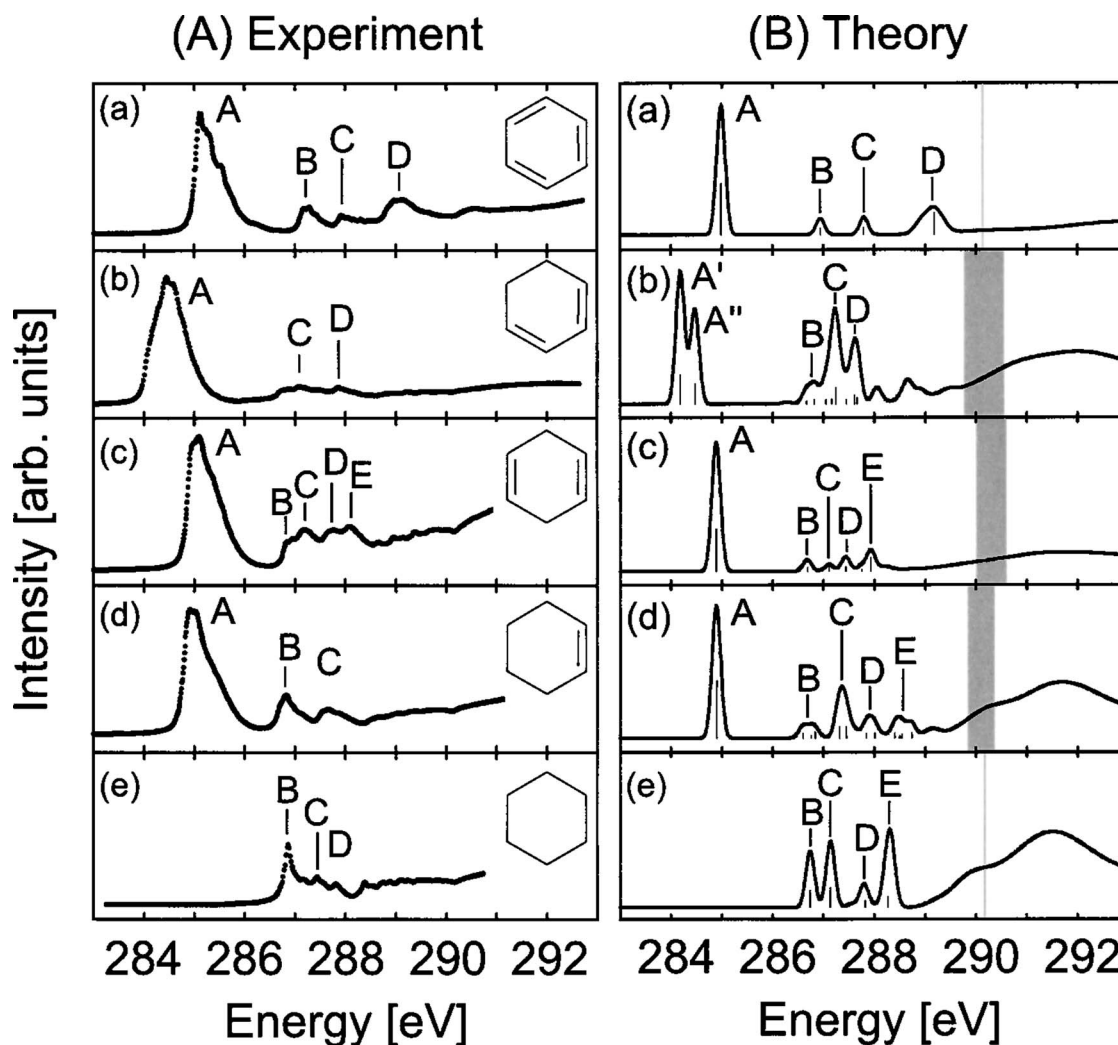 (A) Experiment
(B) Theory
Intensity [arb. units]
(a)
A
B
C
D
(b)
A
C
D
(c)
A
B
C
D
E
(d)
A
B
C
(e)
B
C
D
284 286 288 290 292
Energy [eV]
(a)
A
B
C
D
(b)
A'
A"
B
C
D
(c)
A
B
C
D
E
(d)
A
B
C
D
E
(e)
B
C
D
E
284 286 288 290 292
Energy [eV]